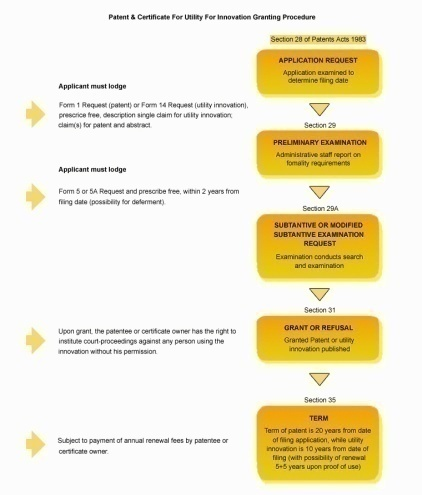 Patent & Certificate For Utility For Innovation Granting Procedure
Section 28 of Patents Acts 1983
APPLICATION REQUEST
Application examined to
determine filing date
Applicant must lodge
Form 1 Request (patent) or Form 14 Request (utility innovation),
prescrice free, description single claim for utility innovation;
claim(s) for patent and abstract.
Section 29
PRELIMINARY EXAMINATION
Administrative staff report on
fomality requirements
Applicant must lodge
Form 5 or 5A Request and prescribe free, within 2 years from
filing date (possibility for deferment).
Section 29A
SUBTANTIVE OR MODIFIED
SUBTANTIVE EXAMINATION
REQUEST
Examination conducts search
and examination
Section 31
GRANT OR REFUSAL
Granted Patent or utility
innovation published
Upon grant, the patentee or certificate owner has the right to
institute court-proceedings against any person using the
innovation without his permission.
Section 35
TERM
Term of patent is 20 years from date
of filing application, while utility
innovation is 10 years from date of
filing (with possibility of renewal
5+5 years upon proof of use)
Subject to payment of annual renewal fees by patentee or
certificate owner.